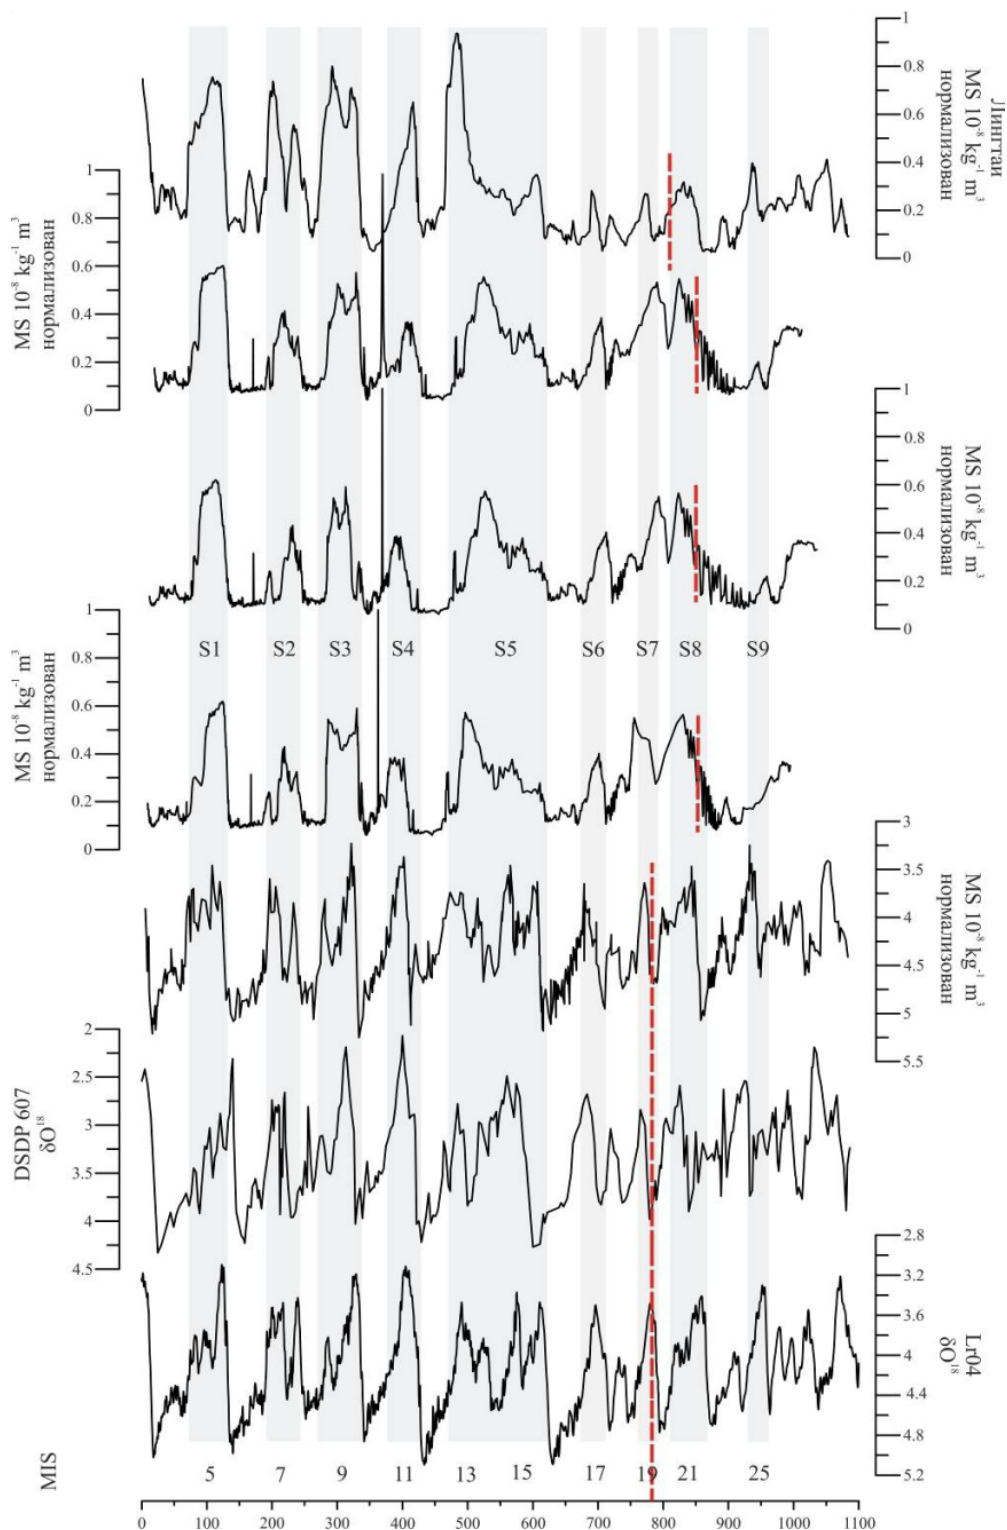 1
0.8
0.6
0.4
0.2
0
MS 10⁻⁸ kg⁻¹ m³
нормализован
Лингтаи
1
0.8
0.6
0.4
0.2
0
MS 10⁻⁸ kg⁻¹ m³
нормализован
1
0.8
0.6
0.4
0.2
0
MS 10⁻⁸ kg⁻¹ m³
нормализован
S1 S2 S3 S4 S5 S6 S7 S8 S9
1
0.8
0.6
0.4
0.2
0
MS 10⁻⁸ kg⁻¹ m³
нормализован
3
3.5
4
4.5
5
5.5
MS 10⁻⁸ kg⁻¹ m³
нормализован
2
2.5
3
3.5
4
4.5
DSDP 607
δO¹⁸
2.8
3.2
3.6
4
4.4
4.8
5.2
Lr04
δO¹⁸
MIS
5 7 9 11 13 15 17 19 21 25
0 100 200 300 400 500 600 700 800 900 1000